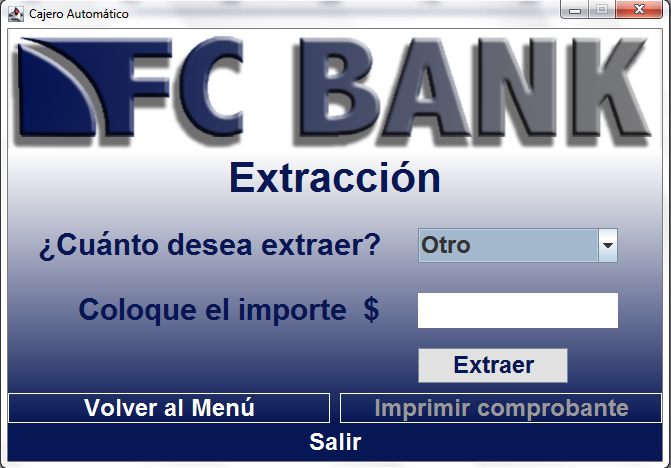 Cajero Automático
FC BANK
Extracción
¿Cuánto desea extraer? Otro
Coloque el importe $
Extraer
Volver al Menú Imprimir comprobante
Salir